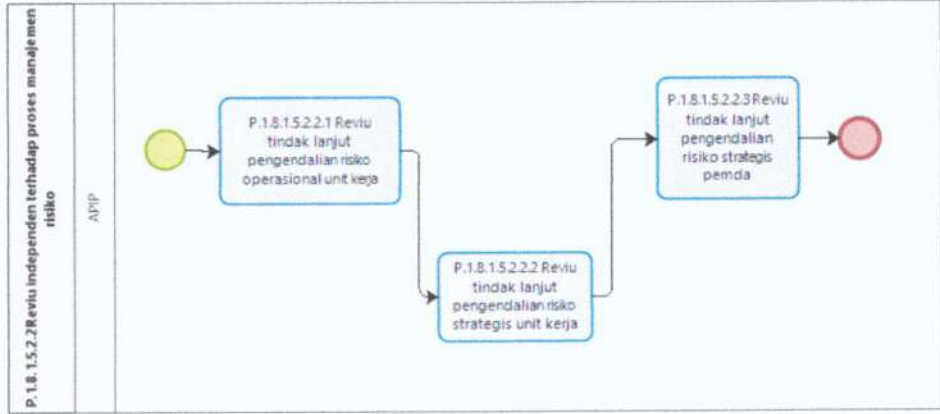 P.1.8.1.5.2.2 Reviu independen terhadap proses manajemen
risiko
APIP
P.1.8.1.5.2.2.1 Reviu
tindak lanjut
pengendalian risiko
operasional unit kerja
P.1.8.1.5.2.2.2 Reviu
tindak lanjut
pengendalian risiko
strategis unit kerja
P.1.8.1.5.2.2.3 Reviu
tindak lanjut
pengendalian
risiko strategis
pemda